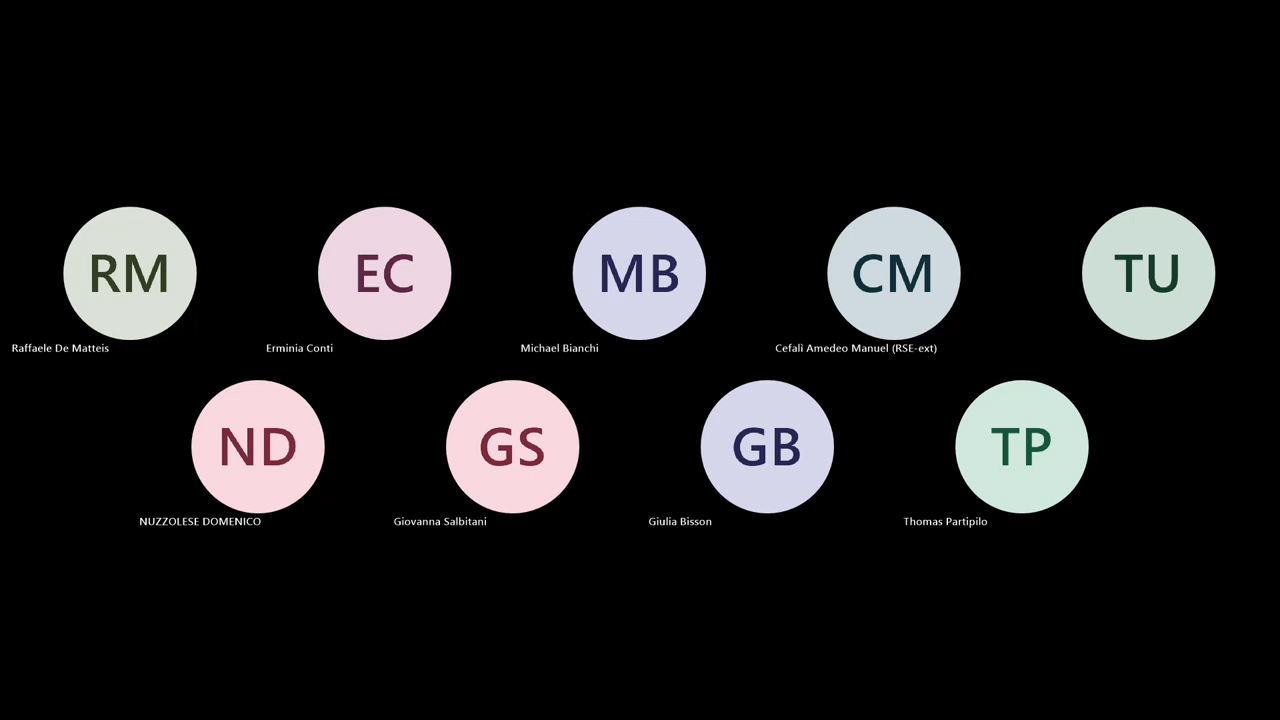 RM EC MB CM TU
Raffaele De Matteis Erminia Conti Michael Bianchi Cefalì Amedeo Manuel (RSE-ext)
ND GS GB TP
NUZZOLESE DOMENICO Giovanna Salbitani Giulia Bisson Thomas Partipilo